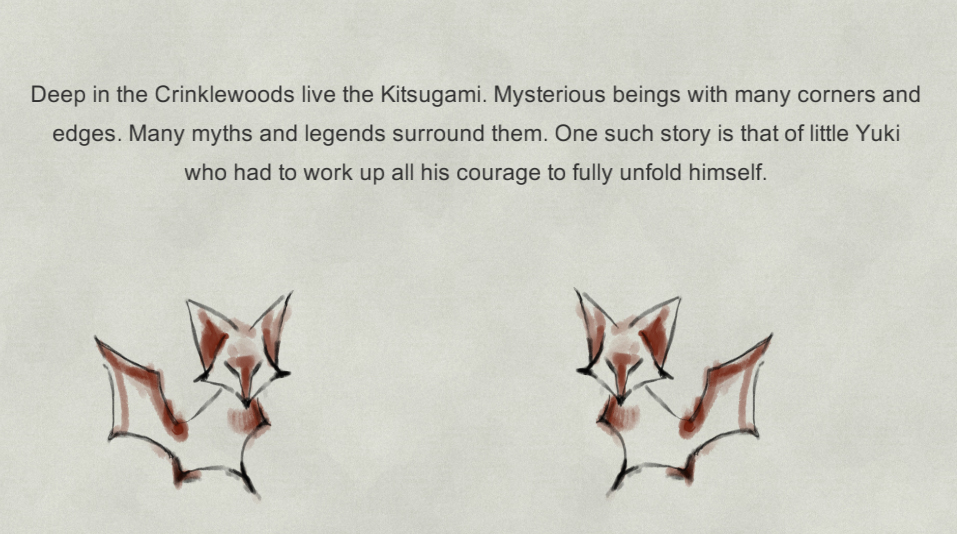 Deep in the Crinklewoods live the Kitsugami. Mysterious beings with many corners and
edges. Many myths and legends surround them. One such story is that of little Yuki
who had to work up all his courage to fully unfold himself.